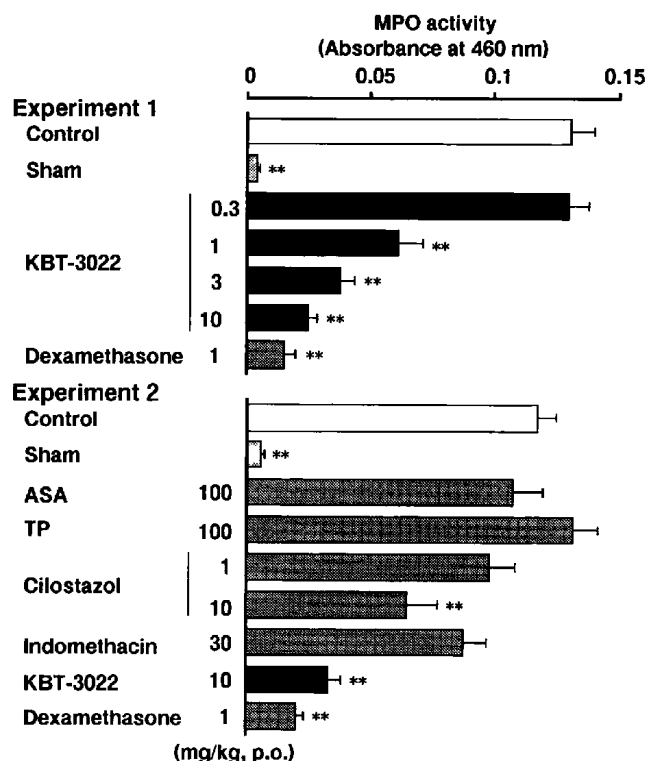 MPO activity
(Absorbance at 460 nm)
0 0.05 0.1 0.15
Experiment 1
Control
Sham **
0.3
KBT-3022 1 **
3 **
10 **
Dexamethasone 1 **
Experiment 2
Control
Sham **
ASA 100
TP 100
Cilostazol 1
10 **
Indomethacin 30
KBT-3022 10 **
Dexamethasone 1 **
(mg/kg, p.o.)